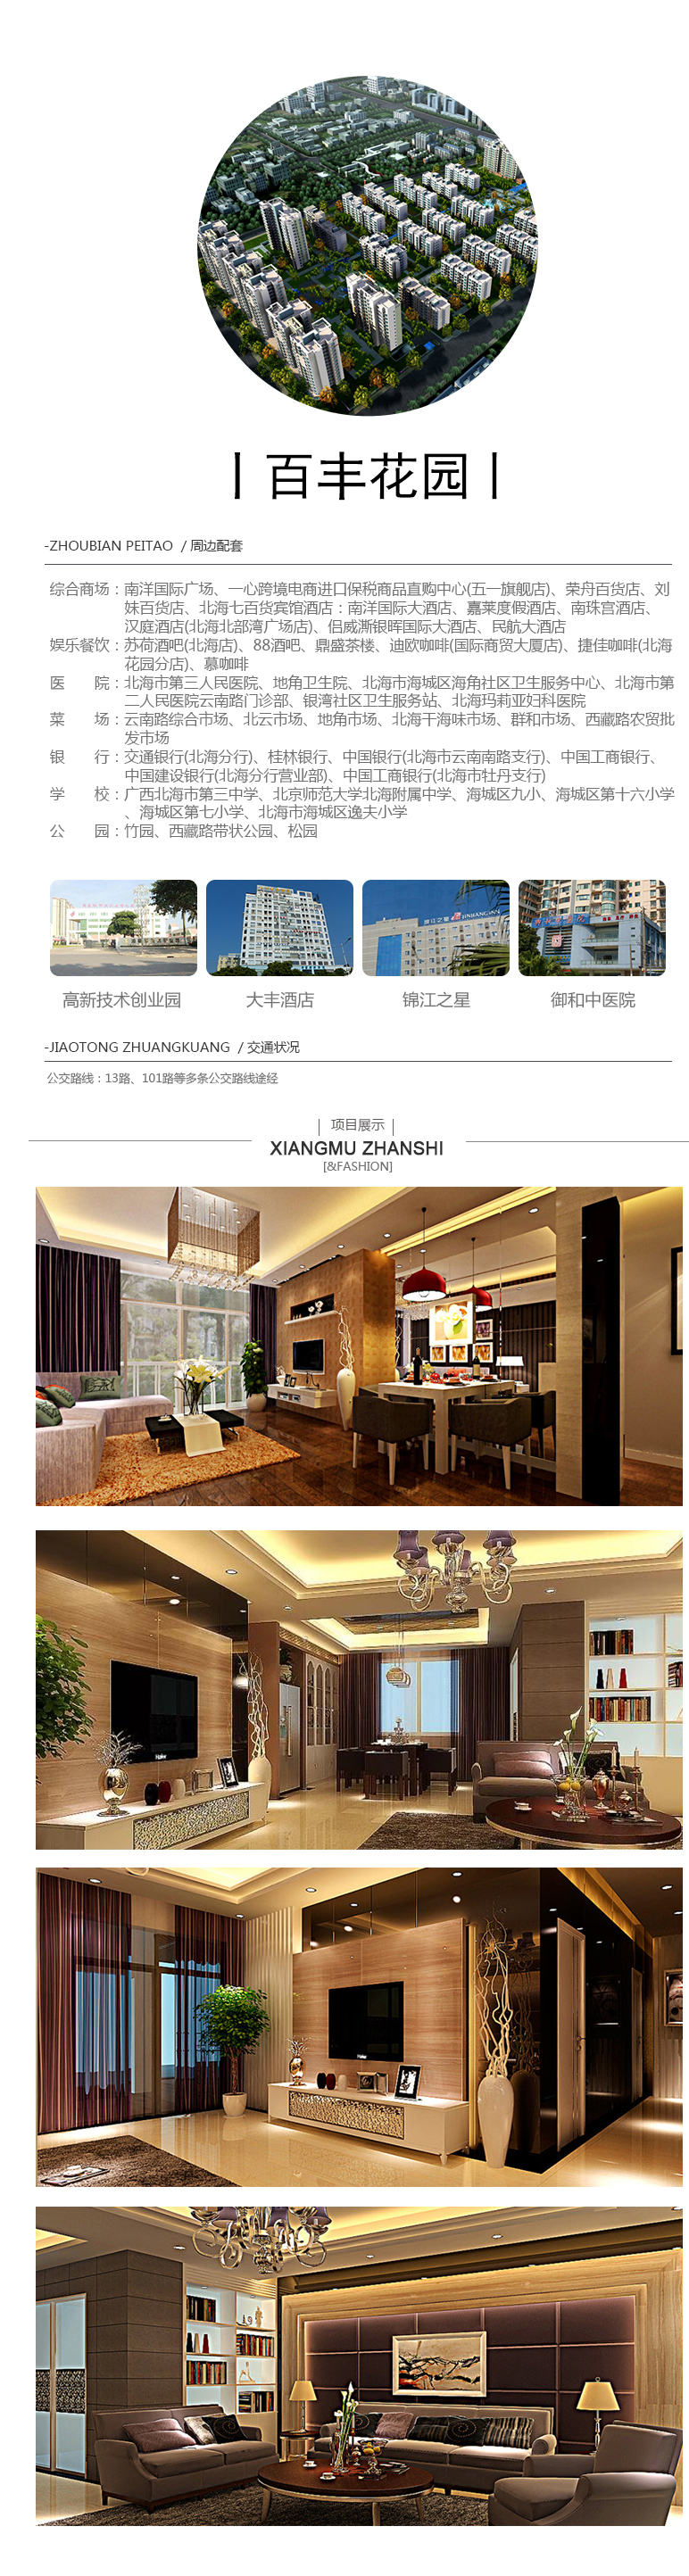 丨百丰花园丨
-ZHOUBIAN PEITAO / 周边配套
综合商场：南洋国际广场、一心跨境电商进口保税商品直购中心(五一旗舰店)、荣舟百货店、刘
妹百货店、北海七百货宾馆酒店：南洋国际大酒店、嘉莱度假酒店、南珠宫酒店、
汉庭酒店(北海北部湾广场店)、侣威澌银晖国际大酒店、民航大酒店
娱乐餐饮：苏荷酒吧(北海店)、88酒吧、鼎盛茶楼、迪欧咖啡(国际商贸大厦店)、捷佳咖啡(北海
花园分店)、慕咖啡
医　　院：北海市第三人民医院、地角卫生院、北海市海城区海角社区卫生服务中心、北海市第
二人民医院云南路门诊部、银湾社区卫生服务站、北海玛莉亚妇科医院
菜　　场：云南路综合市场、北云市场、地角市场、北海干海味市场、群和市场、西藏路农贸批
发市场
银　　行：交通银行(北海分行)、桂林银行、中国银行(北海市云南南路支行)、中国工商银行、
中国建设银行(北海分行营业部)、中国工商银行(北海市牡丹支行)
学　　校：广西北海市第三中学、北京师范大学北海附属中学、海城区九小、海城区第十六小学
、海城区第七小学、北海市海城区逸夫小学
公　　园：竹园、西藏路带状公园、松园
锦江之星 JINJIANG INN
高新技术创业园 大丰酒店 锦江之星 御和中医院
-JIAOTONG ZHUANGKUANG / 交通状况
公交路线：13路、101路等多条公交路线途经
| 项目展示 |
XIANGMU ZHANSHI
[&FASHION]
Haier